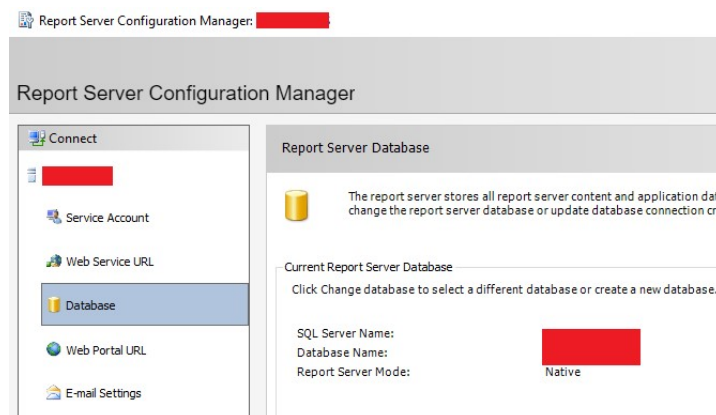 Report Server Configuration Manager:
Report Server Configuration Manager
Connect
Service Account
Web Service URL
Database
Web Portal URL
E-mail Settings
Report Server Database
The report server stores all report server content and application
change the report server database or update database connection
Current Report Server Database
Click Change database to select a different database or create a new database.
SQL Server Name:
Database Name:
Report Server Mode: Native